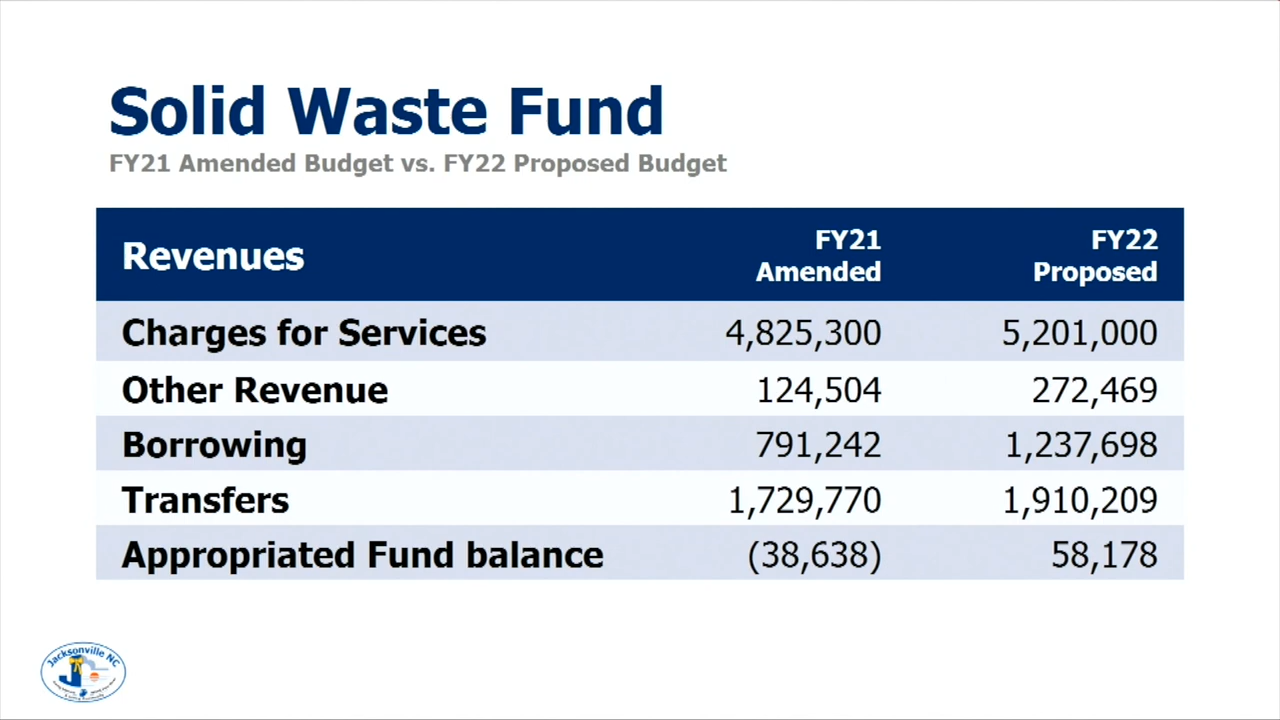 Solid Waste Fund
FY21 Amended Budget vs. FY22 Proposed Budget
Revenues FY21 Amended FY22 Proposed
Charges for Services 4,825,300 5,201,000
Other Revenue 124,504 272,469
Borrowing 791,242 1,237,698
Transfers 1,729,770 1,910,209
Appropriated Fund balance (38,638) 58,178
Jacksonville NC